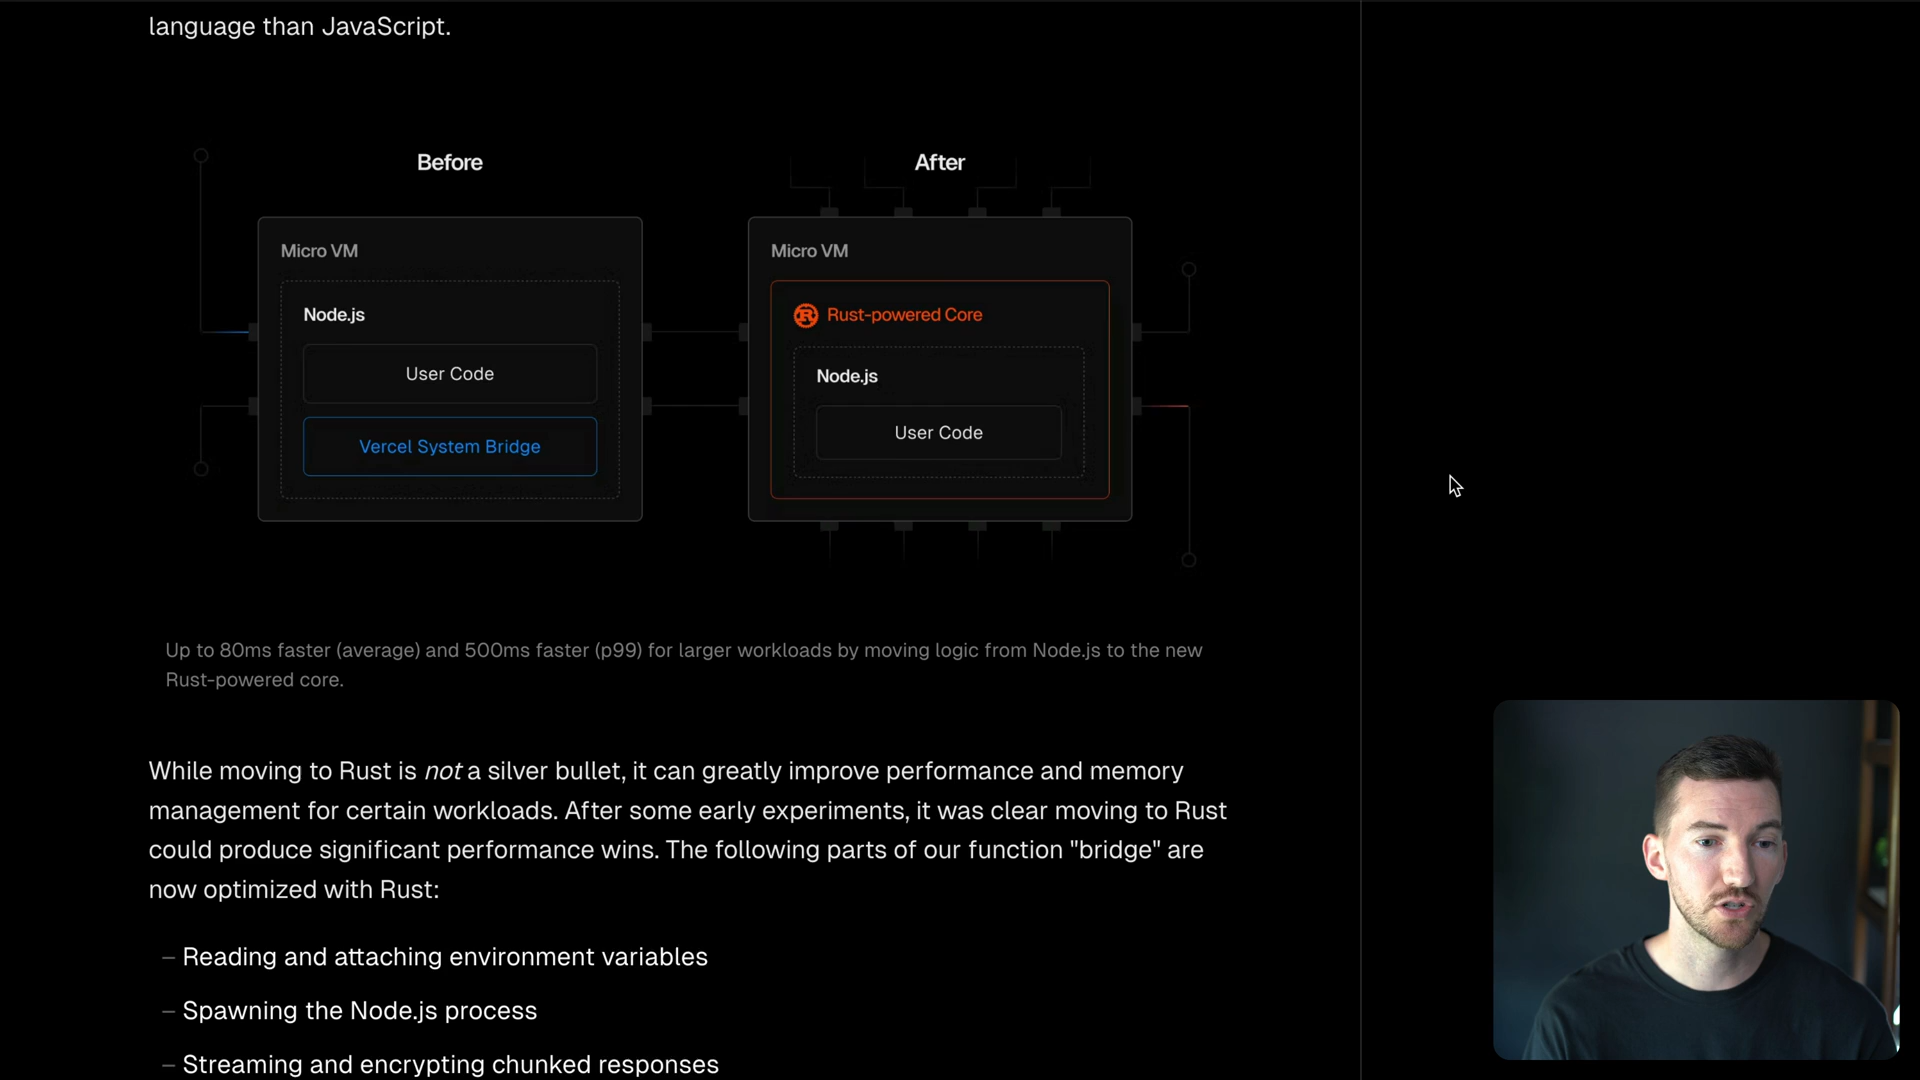 language than JavaScript.
Before
Micro VM
Node.js
User Code
Vercel System Bridge
After
Micro VM
Rust-powered Core
Node.js
User Code
Up to 80ms faster (average) and 500ms faster (p99) for larger workloads by moving logic from Node.js to the new
Rust-powered core.
While moving to Rust is not a silver bullet, it can greatly improve performance and memory
management for certain workloads. After some early experiments, it was clear moving to Rust
could produce significant performance wins. The following parts of our function "bridge" are
now optimized with Rust:
– Reading and attaching environment variables
– Spawning the Node.js process
– Streaming and encrypting chunked responses